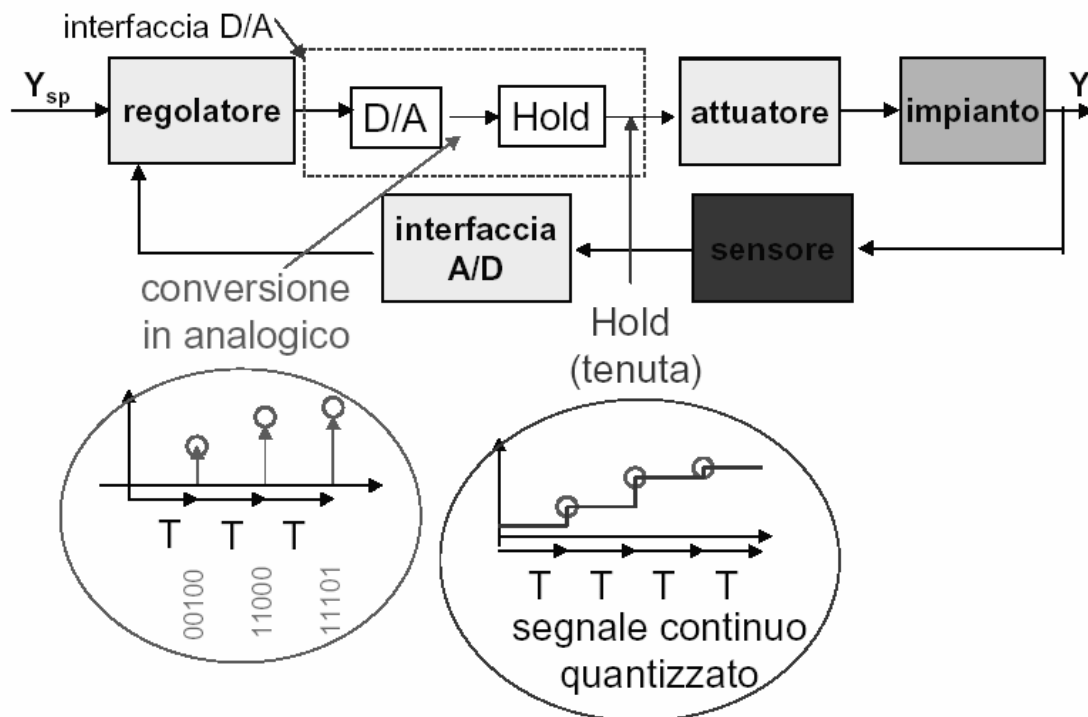 interfaccia D/A
Ysp
regolatore
D/A
Hold
attuatore
impianto
Y
interfaccia
A/D
sensore
conversione
in analogico
Hold
(tenuta)
T T T
00100
11000
11101
T T T T
segnale continuo
quantizzato